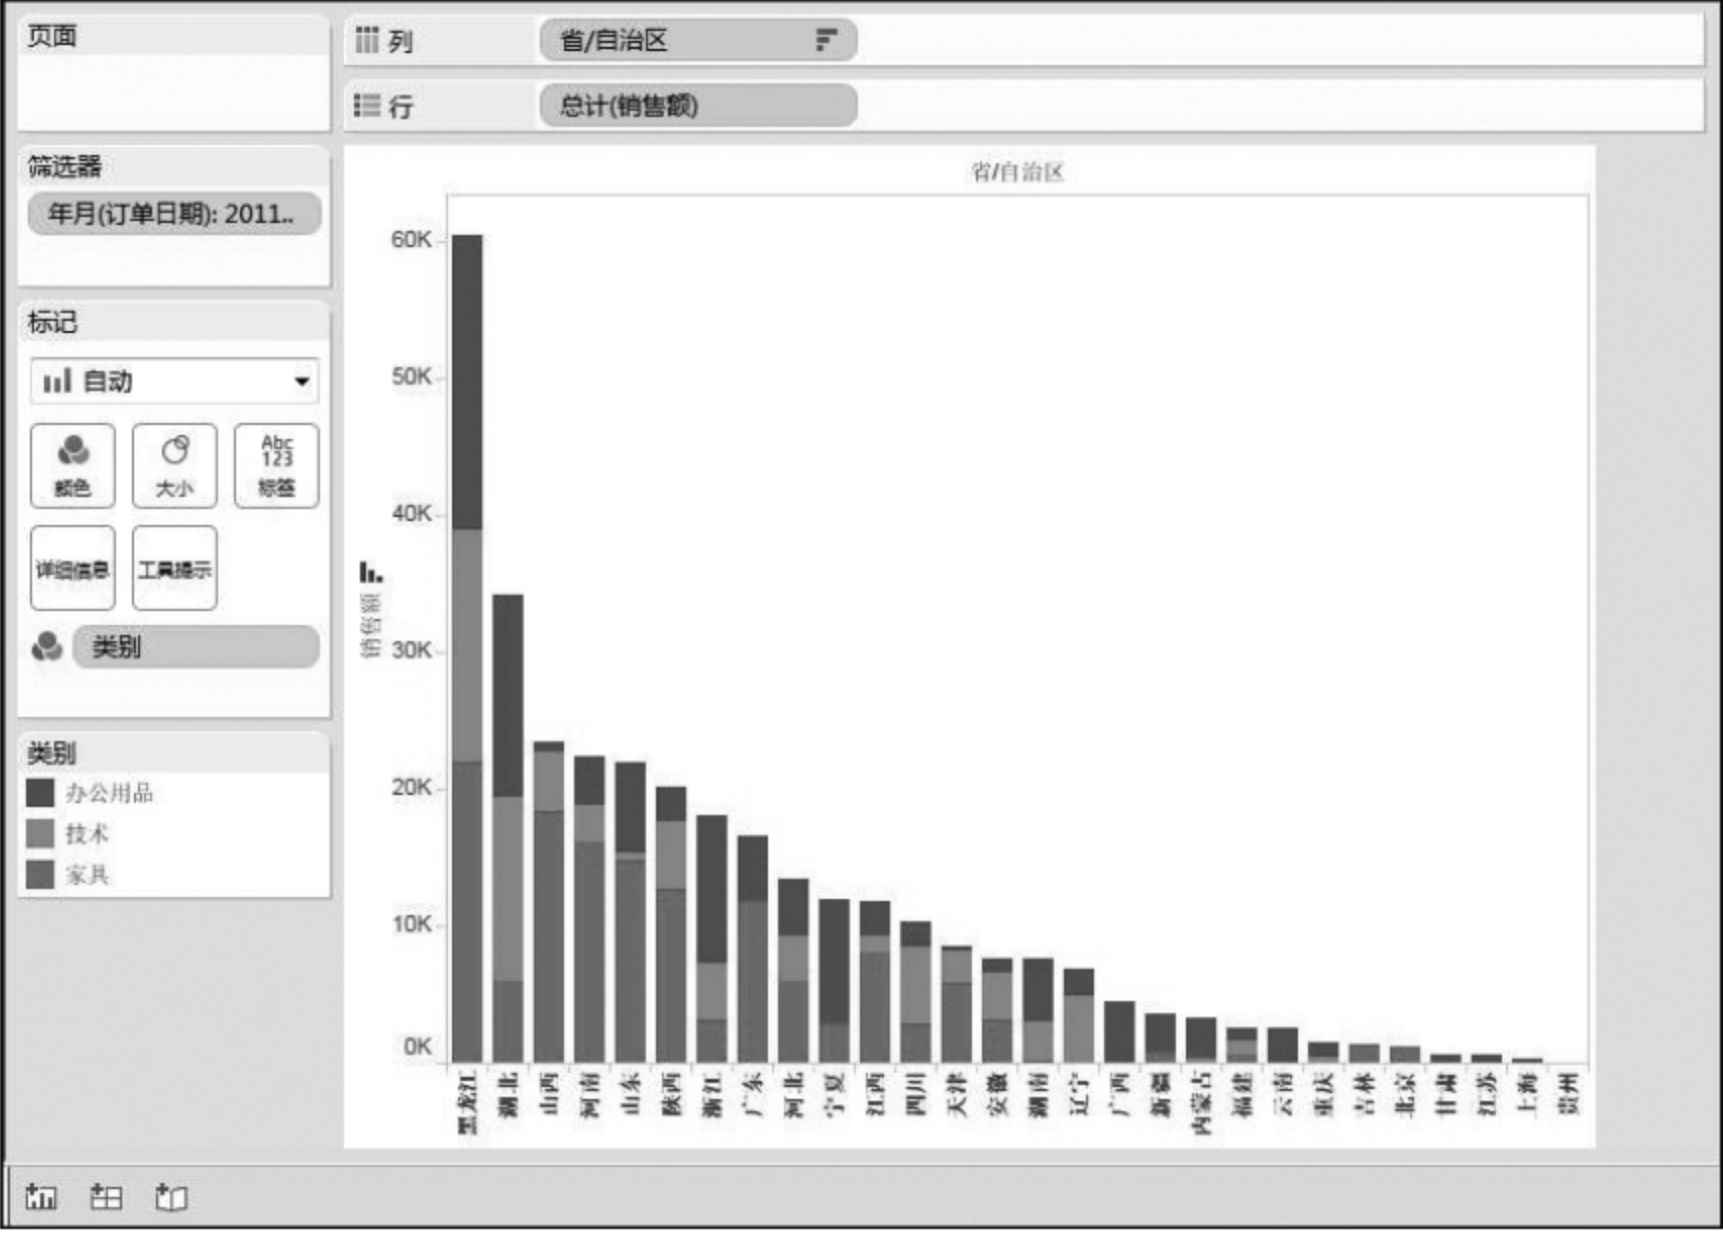 页面
列
省/自治区
行
总计(销售额)
筛选器
年月(订单日期): 2011..
标记
自动
颜色
大小
Abc
123
标签
详细信息
工具提示
类别
类别
办公用品
技术
家具
省/自治区
60K
50K
40K
30K
20K
10K
0K
销售额
黑龙江
湖北
山西
河南
山东
陕西
浙江
广东
河北
宁夏
江西
四川
天津
安徽
湖南
辽宁
广西
新疆
内蒙古
福建
云南
重庆
吉林
北京
甘肃
江苏
上海
贵州